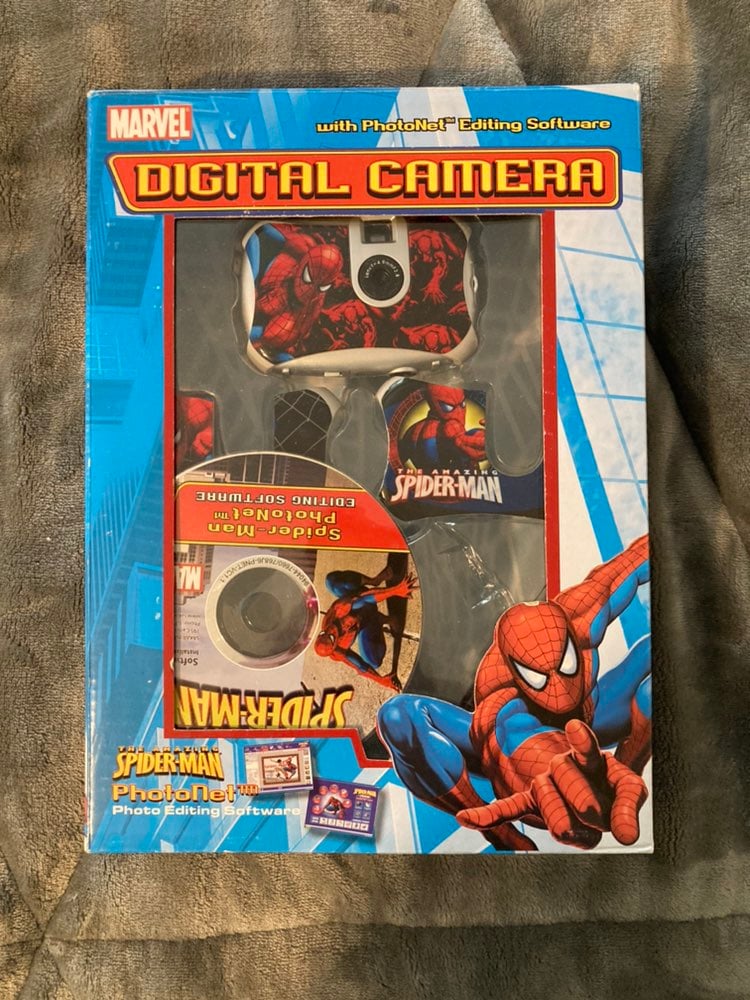 MARVEL
with PhotoNet™ Editing Software
DIGITAL CAMERA
THE AMAZING
SPIDER-MAN
Spider-Man
PhotoNet™
EDITING SOFTWARE
SPIDER-MAN
THE AMAZING
SPIDER-MAN
PhotoNet™
Photo Editing Software